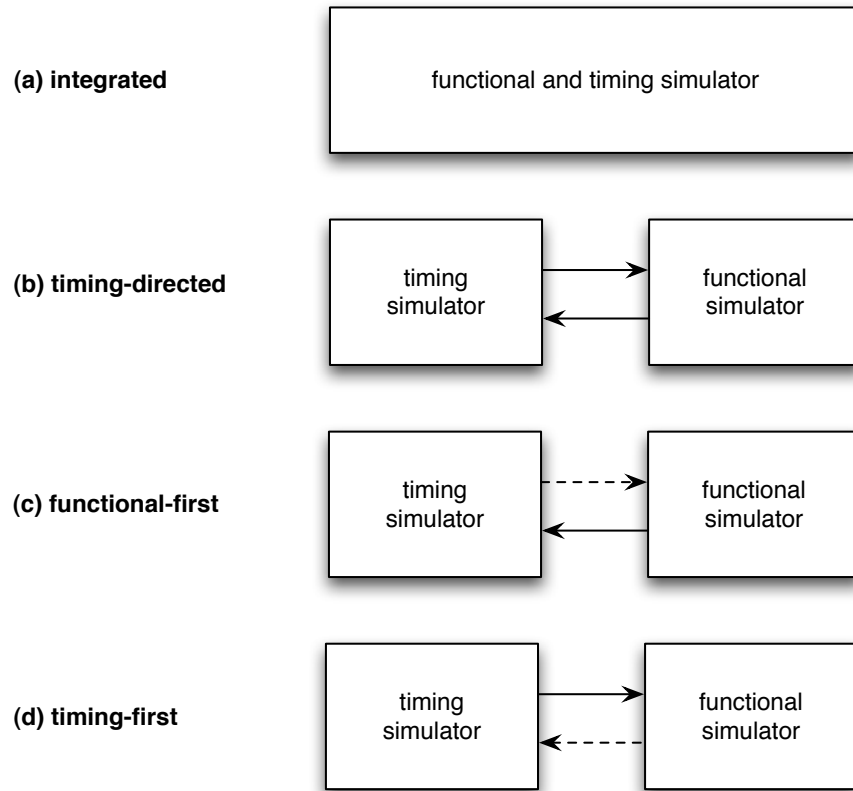 (a) integrated
functional and timing simulator
(b) timing-directed
timing
simulator
functional
simulator
(c) functional-first
timing
simulator
functional
simulator
(d) timing-first
timing
simulator
functional
simulator